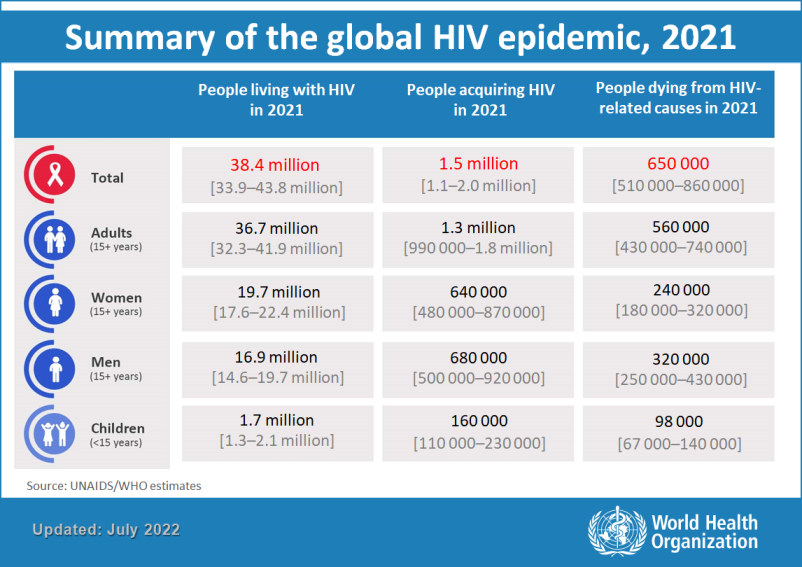 Summary of the global HIV epidemic, 2021
People living with HIV
in 2021
People acquiring HIV
in 2021
People dying from HIV-
related causes in 2021
Total
38.4 million
[33.9–43.8 million]
1.5 million
[1.1–2.0 million]
650 000
[510 000–860 000]
Adults
(15+ years)
36.7 million
[32.3–41.9 million]
1.3 million
[990 000–1.8 million]
560 000
[430 000–740 000]
Women
(15+ years)
19.7 million
[17.6–22.4 million]
640 000
[480 000–870 000]
240 000
[180 000–320 000]
Men
(15+ years)
16.9 million
[14.6–19.7 million]
680 000
[500 000–920 000]
320 000
[250 000–430 000]
Children
(<15 years)
1.7 million
[1.3–2.1 million]
160 000
[110 000–230 000]
98 000
[67 000–140 000]
Source: UNAIDS/WHO estimates
Updated: July 2022
World Health
Organization